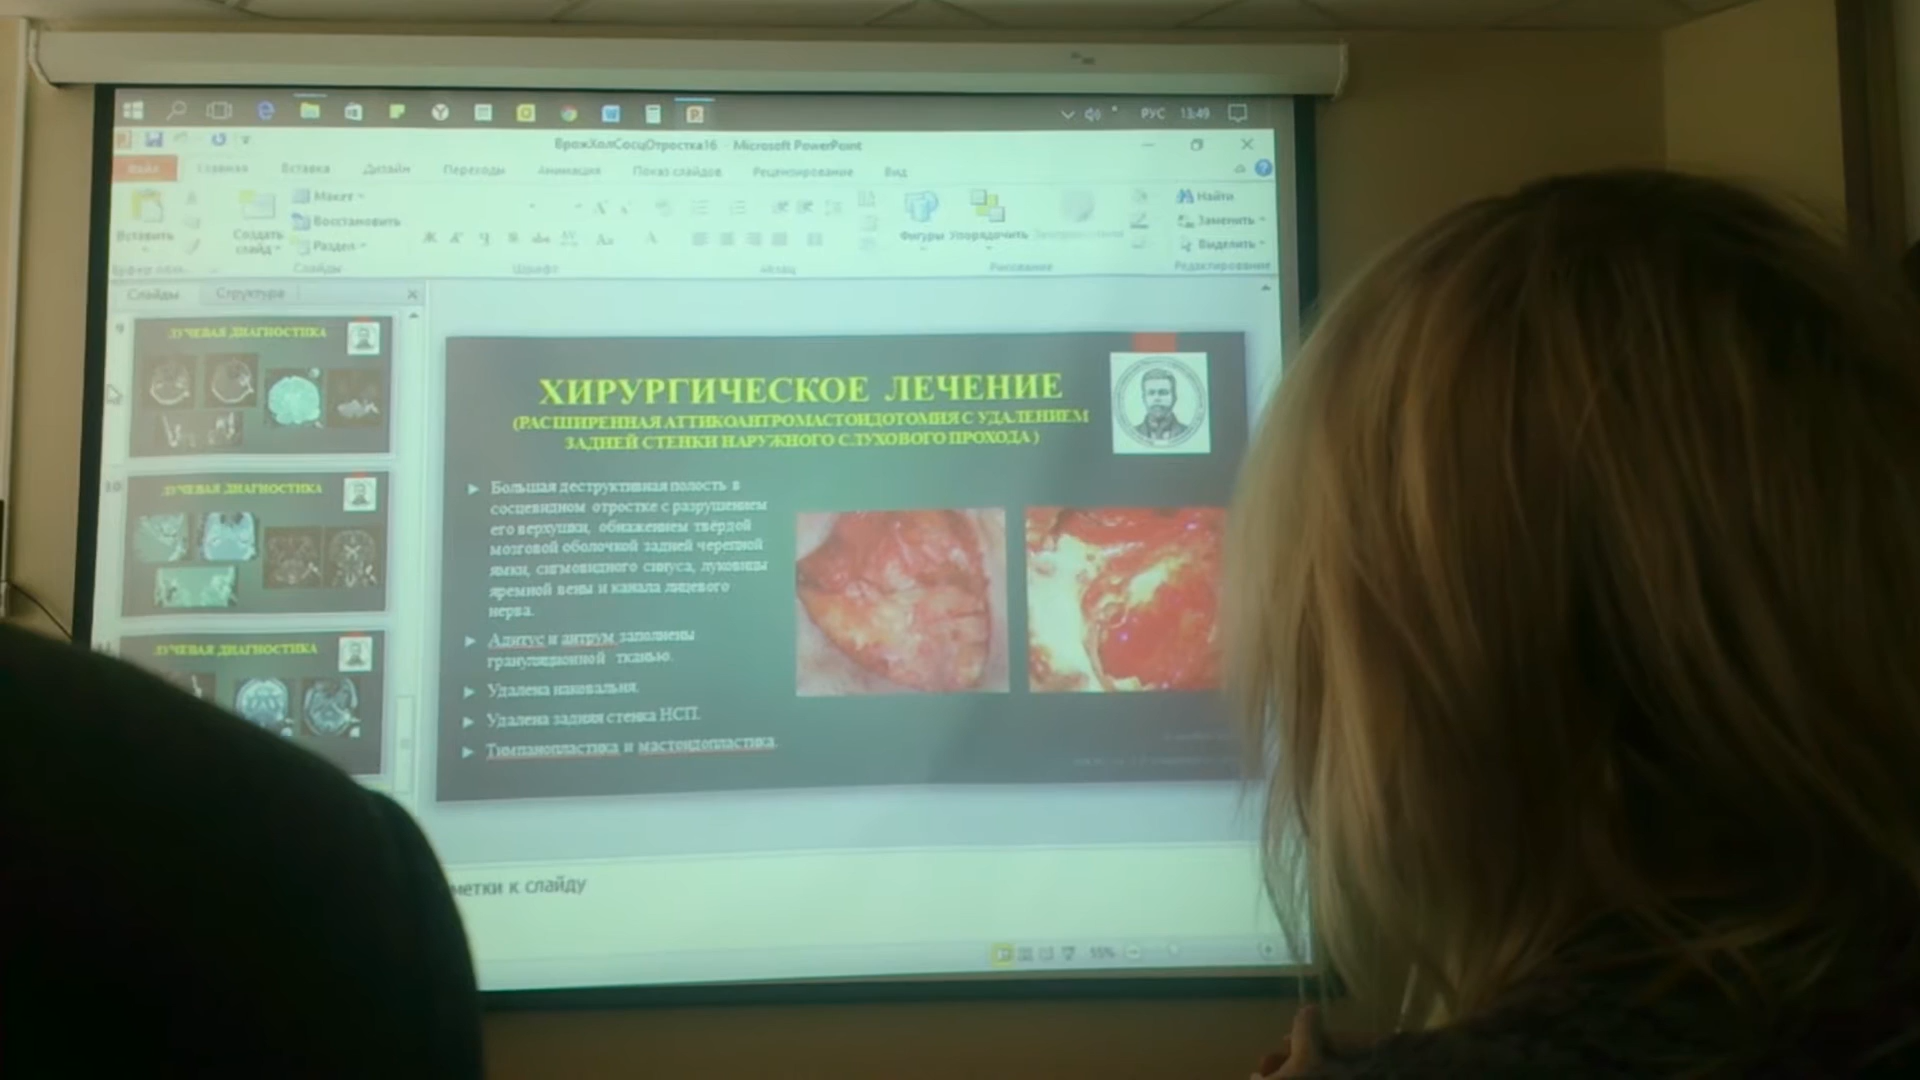 РУС 13:49
ВрожХолСосцОтростка16 - Microsoft PowerPoint
Файл Главная Вставка Дизайн Переходы Анимация Показ слайдов Рецензирование Вид
Вставить
Создать слайд
Макет
Восстановить
Раздел
Слайды
Шрифт
Абзац
Фигуры Упорядочить
Рисование
Найти
Заменить
Выделить
Редактирование
Слайды Структура
9
ЛУЧЕВАЯ ДИАГНОСТИКА
10
ЛУЧЕВАЯ ДИАГНОСТИКА
ЛУЧЕВАЯ ДИАГНОСТИКА
ХИРУРГИЧЕСКОЕ ЛЕЧЕНИЕ
(РАСШИРЕННАЯ АТТИКОАНТРОМАСТОИДОТОМИЯ С УДАЛЕНИЕМ
ЗАДНЕЙ СТЕНКИ НАРУЖНОГО СЛУХОВОГО ПРОХОДА )
Большая деструктивная полость в
сосцевидном отростке с разрушением
его верхушки, обнажением твёрдой
мозговой оболочкой задней черепной
ямки, сигмовидного синуса, луковицы
яремной вены и канала лицевого
нерва.
Адитус и антрум заполнены
грануляционной тканью.
Удалена наковальня.
Удалена задняя стенка НСП.
Тимпанопластика и мастоидопластика.
метки к слайду
55%